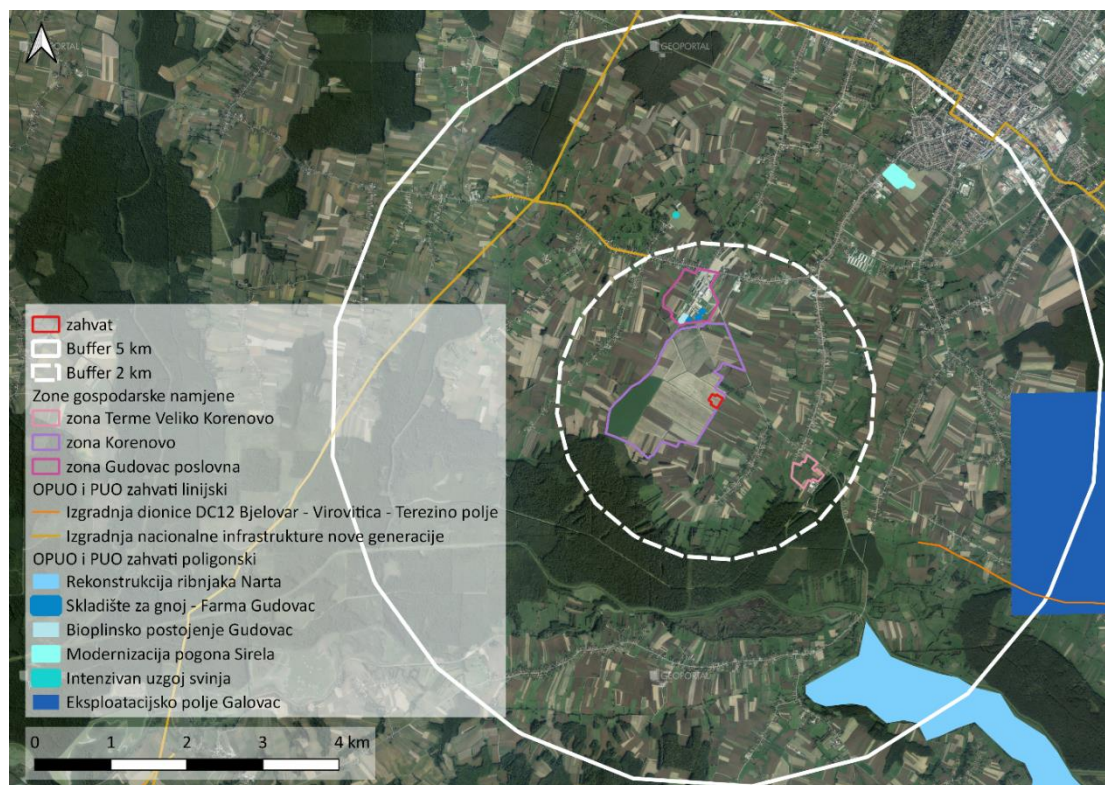 GEOPORTAL
GEOPORTAL
zahvat
Buffer 5 km
Buffer 2 km
Zone gospodarske namjene
zona Terme Veliko Korenovo
zona Korenovo
zona Gudovac poslovna
OPUO i PUO zahvati linijski
Izgradnja dionice DC12 Bjelovar - Virovitica - Terezino polje
Izgradnja nacionalne infrastrukture nove generacije
OPUO i PUO zahvati poligonski
Rekonstrukcija ribnjaka Narta
Skladište za gnoj - Farma Gudovac
Bioplinsko postojenje Gudovac
Modernizacija pogona Sirela
Intenzivan uzgoj svinja
Eksploatacijsko polje Galovac
GEOPORTAL
0 1 2 3 4 km